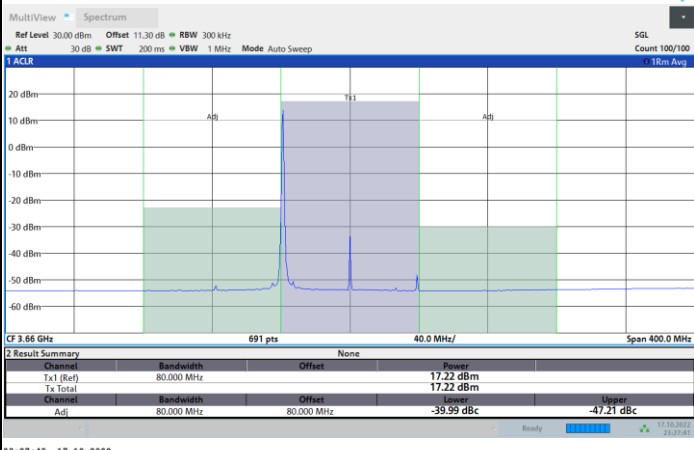 MultiView Spectrum
Ref Level 30.00 dBm Offset 11.30 dB RBW 300 kHz SGL
Att 30 dB SWT 200 ms VBW 1 MHz Mode Auto Sweep Count 100/100
1 ACLR 1Rm Avg
20 dBm
Tx1
10 dBm Adj Adj
0 dBm
-10 dBm
-20 dBm
-30 dBm
-40 dBm
-50 dBm
-60 dBm
CF 3.66 GHz 691 pts 40.0 MHz/ Span 400.0 MHz
2 Result Summary None
Channel Bandwidth Offset Power
Tx1 (Ref) 80.000 MHz 17.22 dBm
Tx Total 17.22 dBm
Channel Bandwidth Offset Lower Upper
Adj 80.000 MHz 80.000 MHz -39.99 dBc -47.21 dBc
Ready 17.10.2022
23:27:41